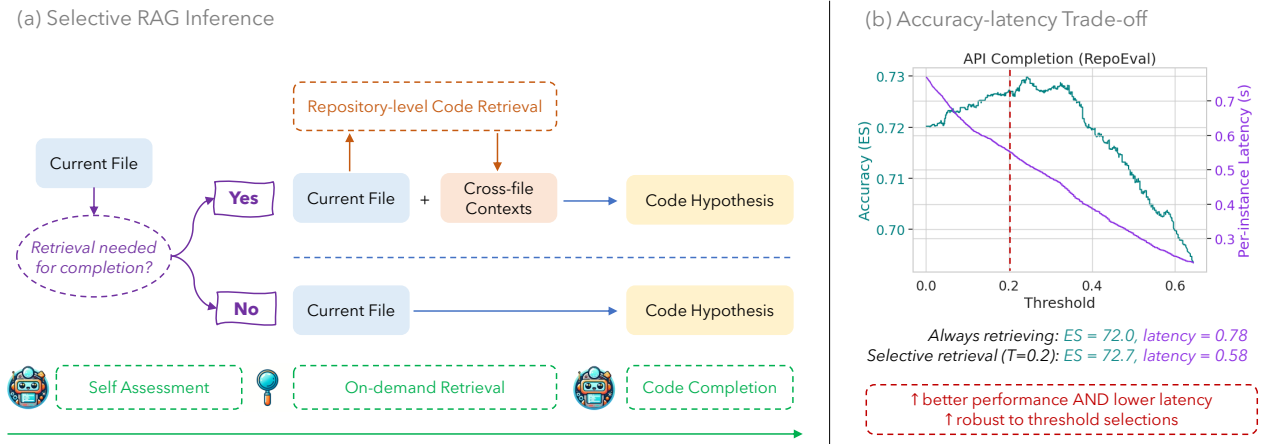 (a) Selective RAG Inference
Repository-level Code Retrieval
Current File
Retrieval needed
for completion?
Yes
Current File
+
Cross-file
Contexts
Code Hypothesis
No
Current File
Code Hypothesis
Self Assessment
On-demand Retrieval
Code Completion
(b) Accuracy-latency Trade-off
API Completion (RepoEval)
Accuracy (ES)
0.73
0.72
0.71
0.70
0.7
0.6
0.5
0.4
0.3
Per-instance Latency (s)
0.0
0.2
0.4
0.6
Threshold
Always retrieving: ES = 72.0, latency = 0.78
Selective retrieval (T=0.2): ES = 72.7, latency = 0.58
↑better performance AND lower latency
↑robust to threshold selections